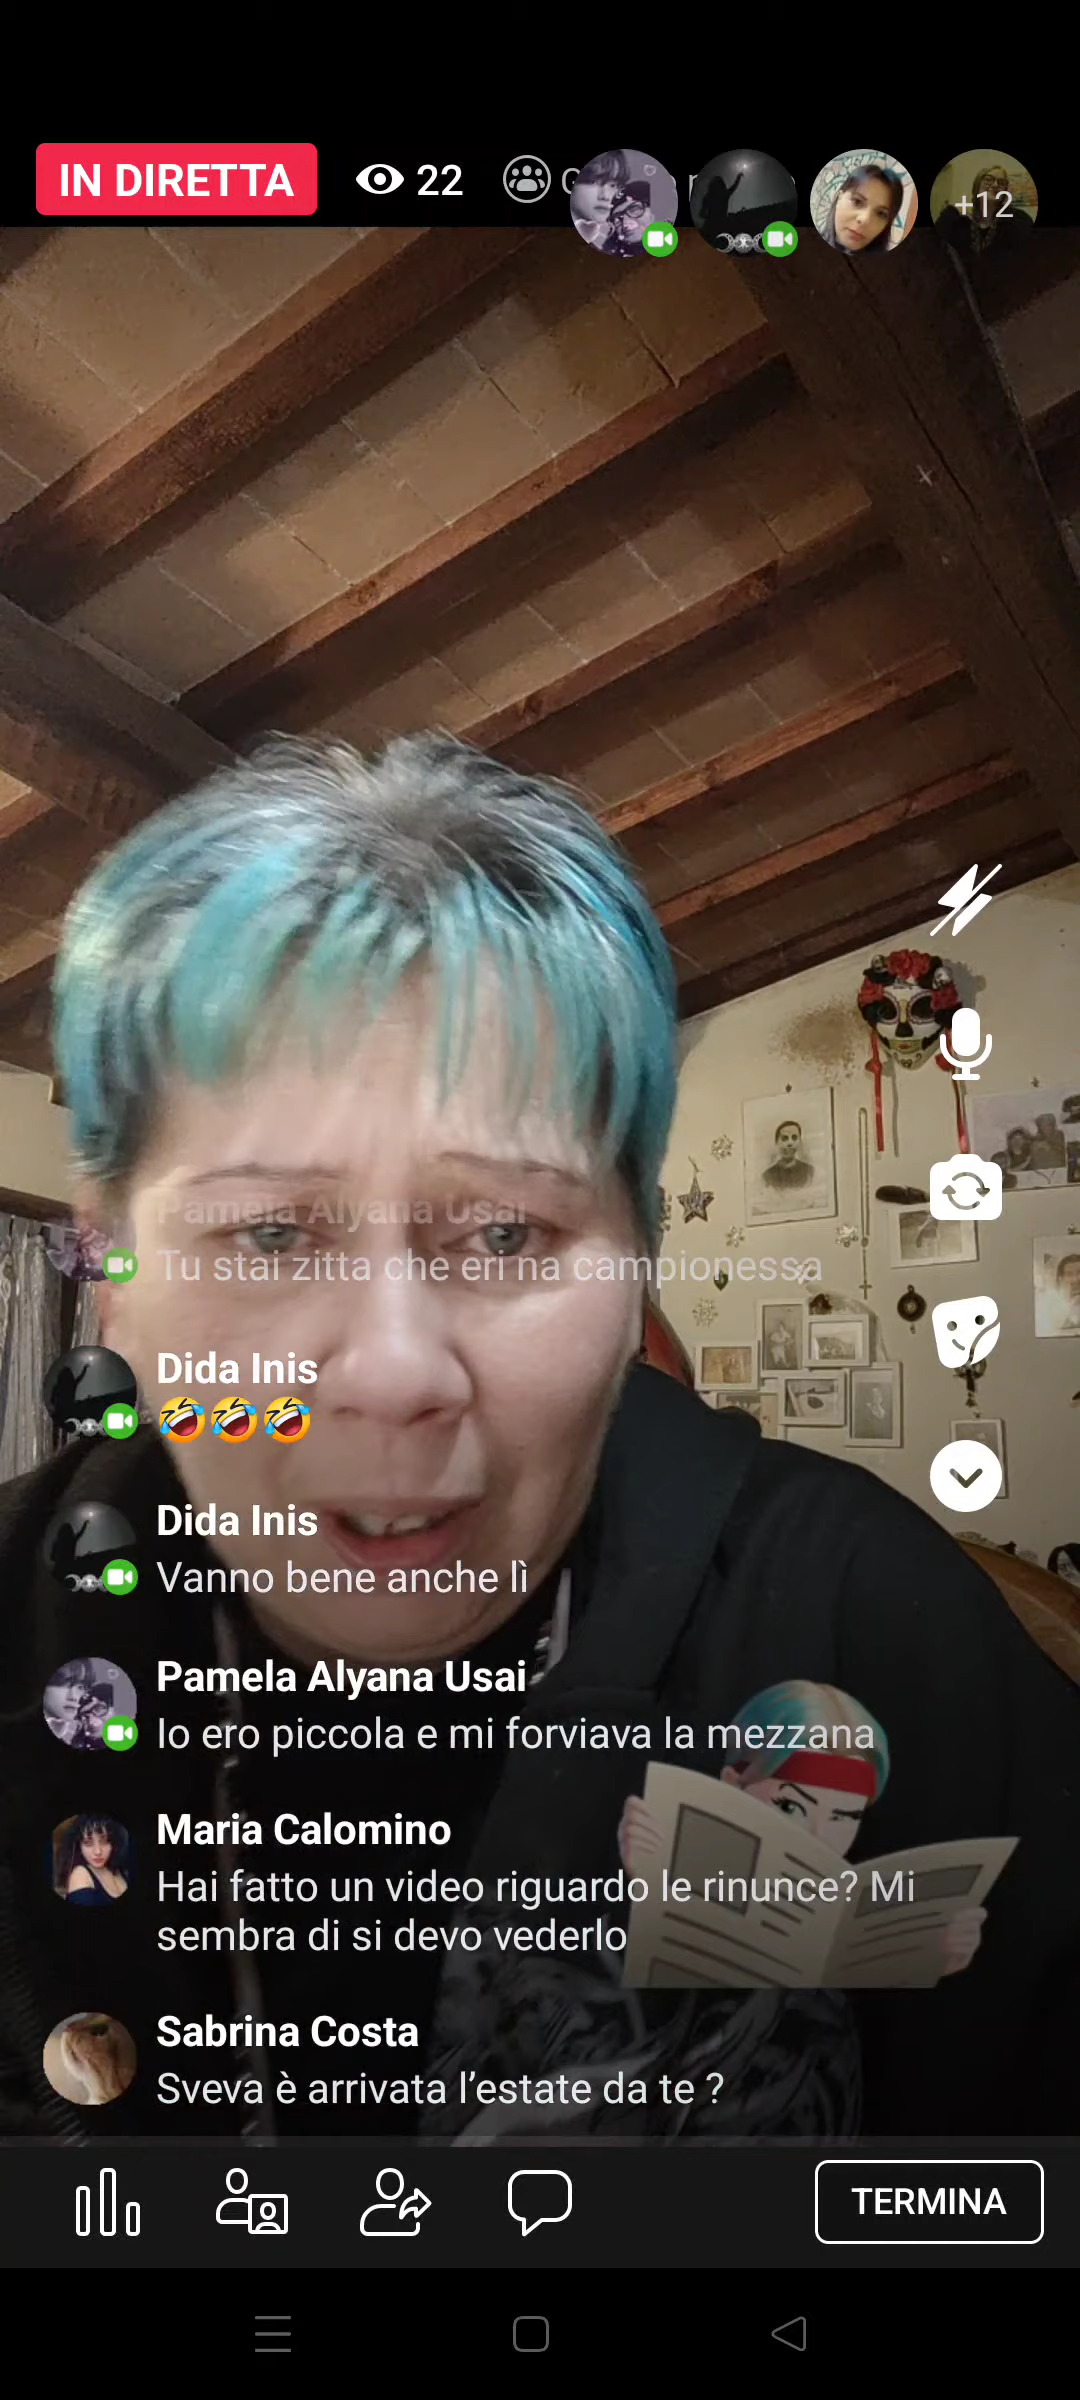 IN DIRETTA 22
+12
Pamela Alyana Usai
Tu stai zitta che eri na campionessa
Dida Inis
🤣🤣🤣
Dida Inis
Vanno bene anche lì
Pamela Alyana Usai
Io ero piccola e mi forviava la mezzana
Maria Calomino
Hai fatto un video riguardo le rinunce? Mi
sembra di si devo vederlo
Sabrina Costa
Sveva è arrivata l’estate da te ?
TERMINA